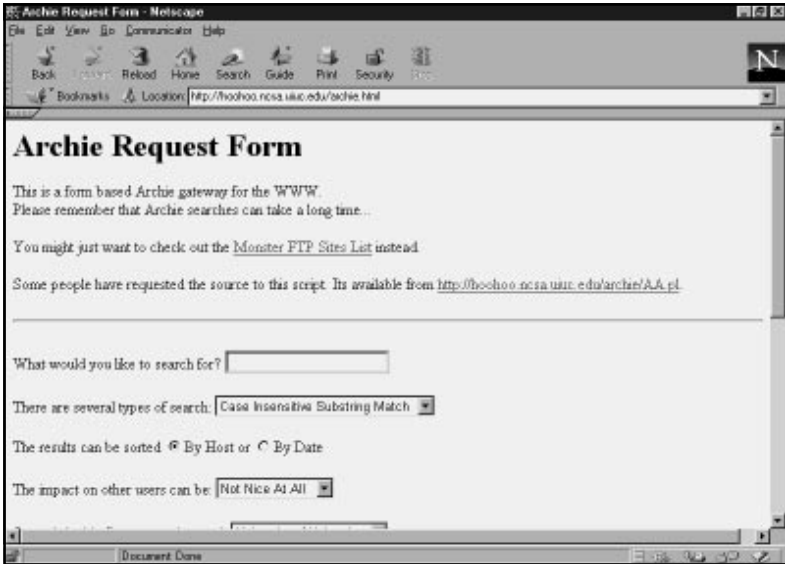 Archie Request Form - Netscape
File Edit View Go Communicator Help
Back Reload Home Search Guide Print Security
Bookmarks Location: http://hoohoo.ncsa.uiuc.edu/archie.html
N
Archie Request Form
This is a form based Archie gateway for the WWW.
Please remember that Archie searches can take a long time...
You might just want to check out the Monster FTP Sites List instead
Some people have requested the source to this script. Its available from http://hoohoo.ncsa.uiuc.edu/archie/AA.pl.
What would you like to search for?
There are several types of search: Case Insensitive Substring Match
The results can be sorted By Host or By Date
The impact on other users can be: Not Nice At All
Document Done